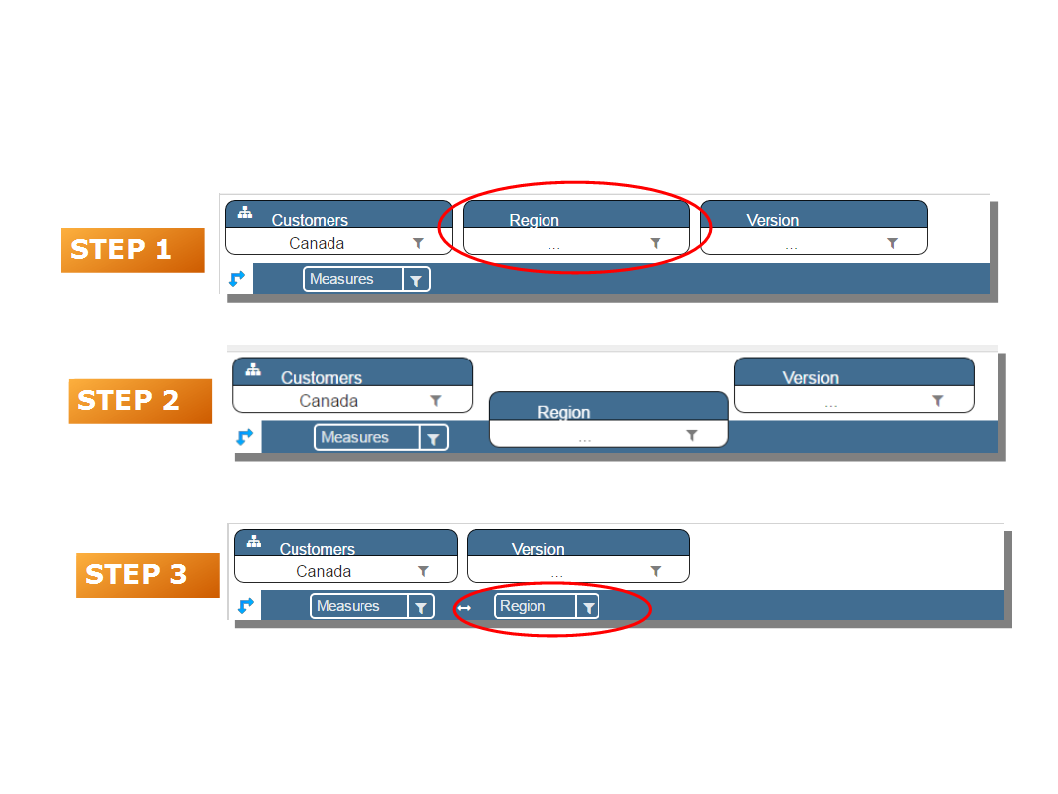 STEP 1
Customers
Canada
Region
...
Version
...
Measures
STEP 2
Customers
Canada
Region
...
Version
...
Measures
STEP 3
Customers
Canada
Version
...
Measures
Region